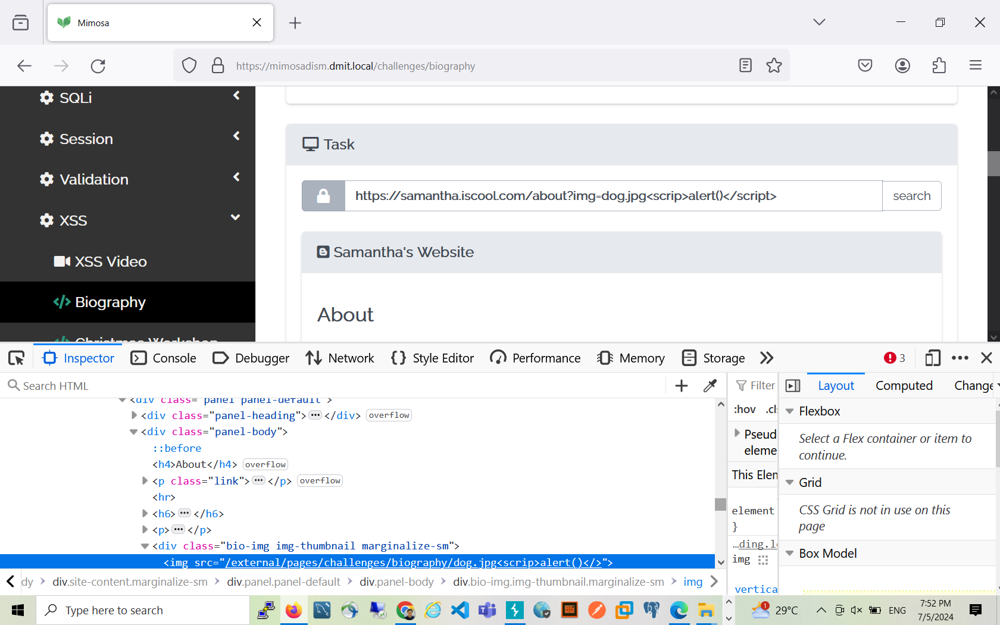 Mimosa
https://mimosadism.dmit.local/challenges/biography
SQLi
Session
Validation
XSS
XSS Video
Biography
Christmas Workshop
Task
https://samantha.iscool.com/about?img=dog.jpg<scrip>alert()</script>
search
Samantha's Website
About
Inspector
Console
Debugger
Network
Style Editor
Performance
Memory
Storage
3
Search HTML
<div class="panel panel-default">
<div class="panel-heading"> ••• </div> overflow
<div class="panel-body">
::before
<h4>About</h4> overflow
<p class="link"> ••• </p> overflow
<hr>
<h6> ••• </h6>
<p> ••• </p>
<div class="bio-img img-thumbnail marginalize-sm">
<img src="/external/pages/challenges/biography/dog.jpg<scrip>alert()</>">
dy > div.site-content.marginalize-sm > div.panel.panel-default > div.panel-body > div.bio-img.img-thumbnail.marginalize-sm > img
Filter
:hov .cls
Pseud
eleme
This Elem
element
}
…ding.le
img
vertica
Layout
Computed
Change
Flexbox
Select a Flex container or item to
continue.
Grid
CSS Grid is not in use on this
page
Box Model
Type here to search
1
29°C
ENG
7:52 PM
7/5/2024